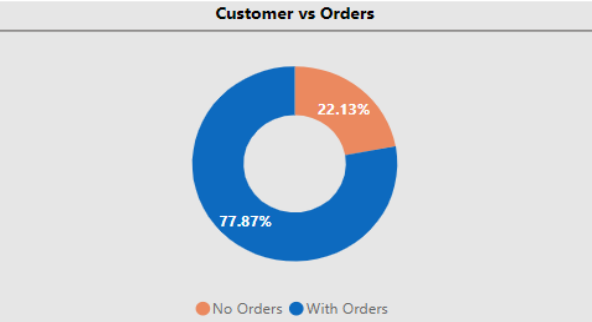 Customer vs Orders
22.13%
77.87%
No Orders With Orders